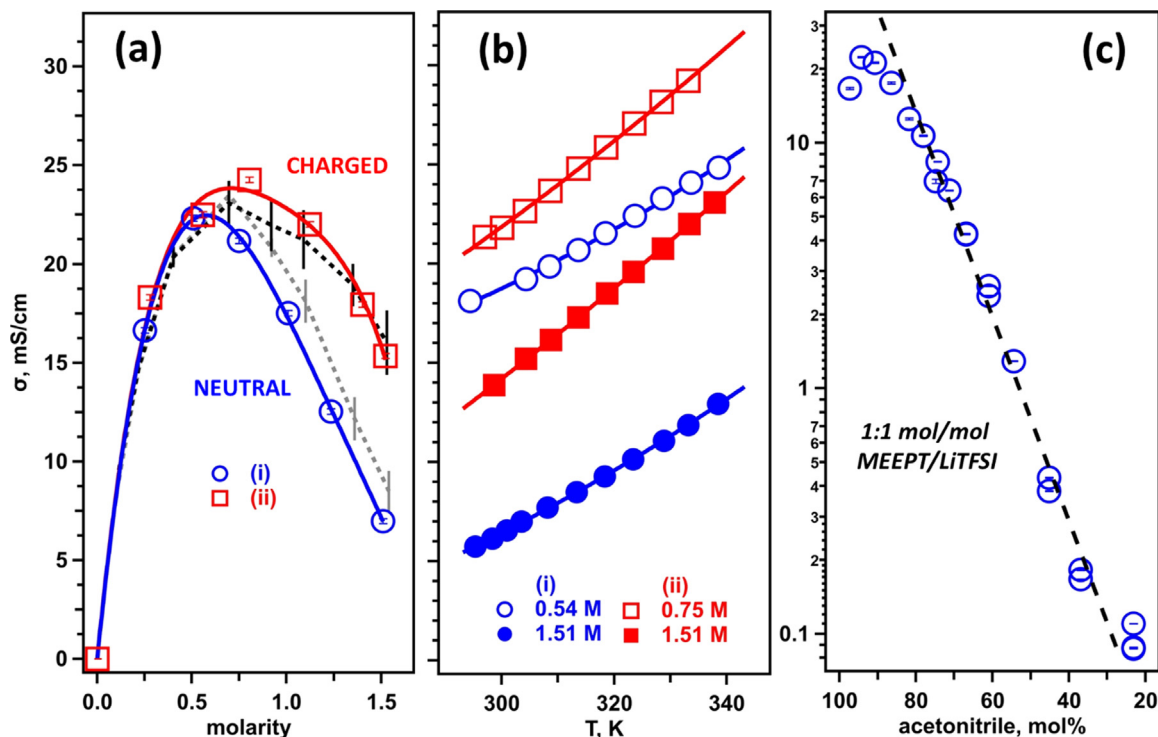 (a)
(b)
(c)
30
25
20
15
10
5
0
σ, mS/cm
CHARGED
NEUTRAL
(i)
(ii)
0.0
0.5
1.0
1.5
molarity
(i)
(ii)
0.54 M
0.75 M
1.51 M
1.51 M
300
320
340
T, K
3
2
10
7
6
5
4
3
2
1
7
6
5
4
3
2
0.1
1:1 mol/mol
MEEPT/LiTFSI
100
80
60
40
20
acetonitrile, mol%